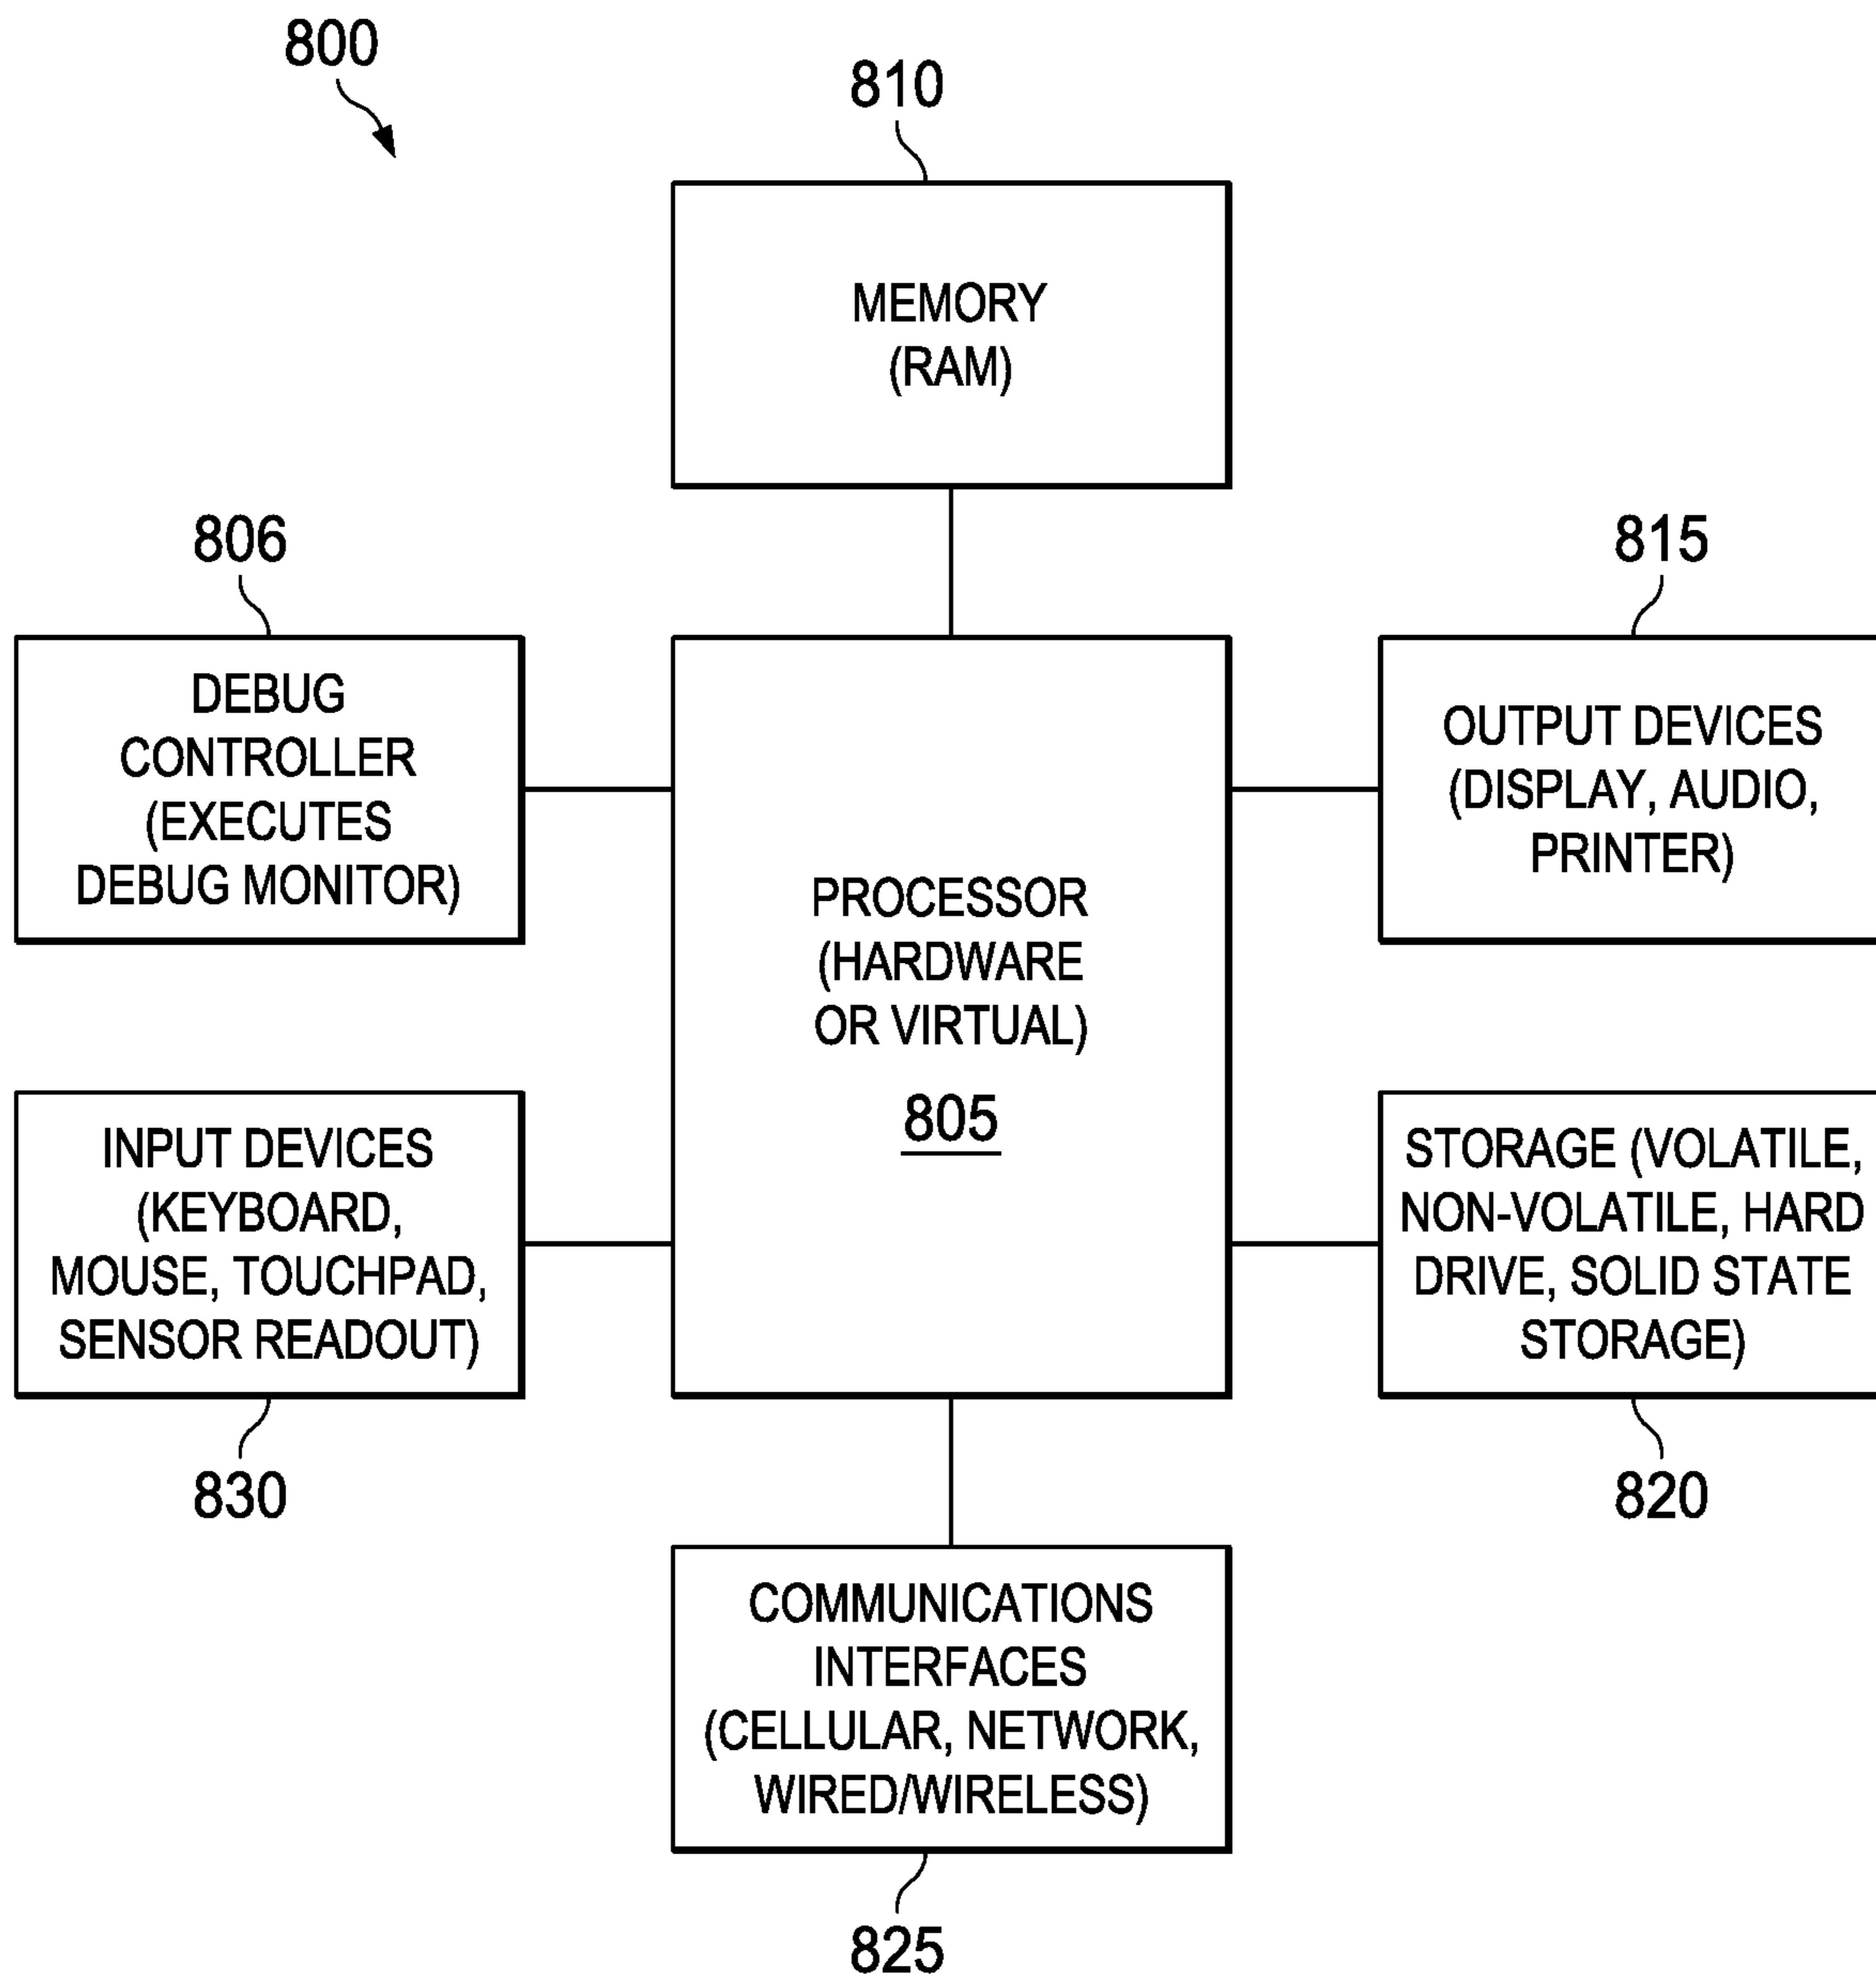 800
810
MEMORY
(RAM)
806
DEBUG
CONTROLLER
(EXECUTES
DEBUG MONITOR)
815
OUTPUT DEVICES
(DISPLAY, AUDIO,
PRINTER)
PROCESSOR
(HARDWARE
OR VIRTUAL)
805
INPUT DEVICES
(KEYBOARD,
MOUSE, TOUCHPAD,
SENSOR READOUT)
830
STORAGE (VOLATILE,
NON-VOLATILE, HARD
DRIVE, SOLID STATE
STORAGE)
820
COMMUNICATIONS
INTERFACES
(CELLULAR, NETWORK,
WIRED/WIRELESS)
825